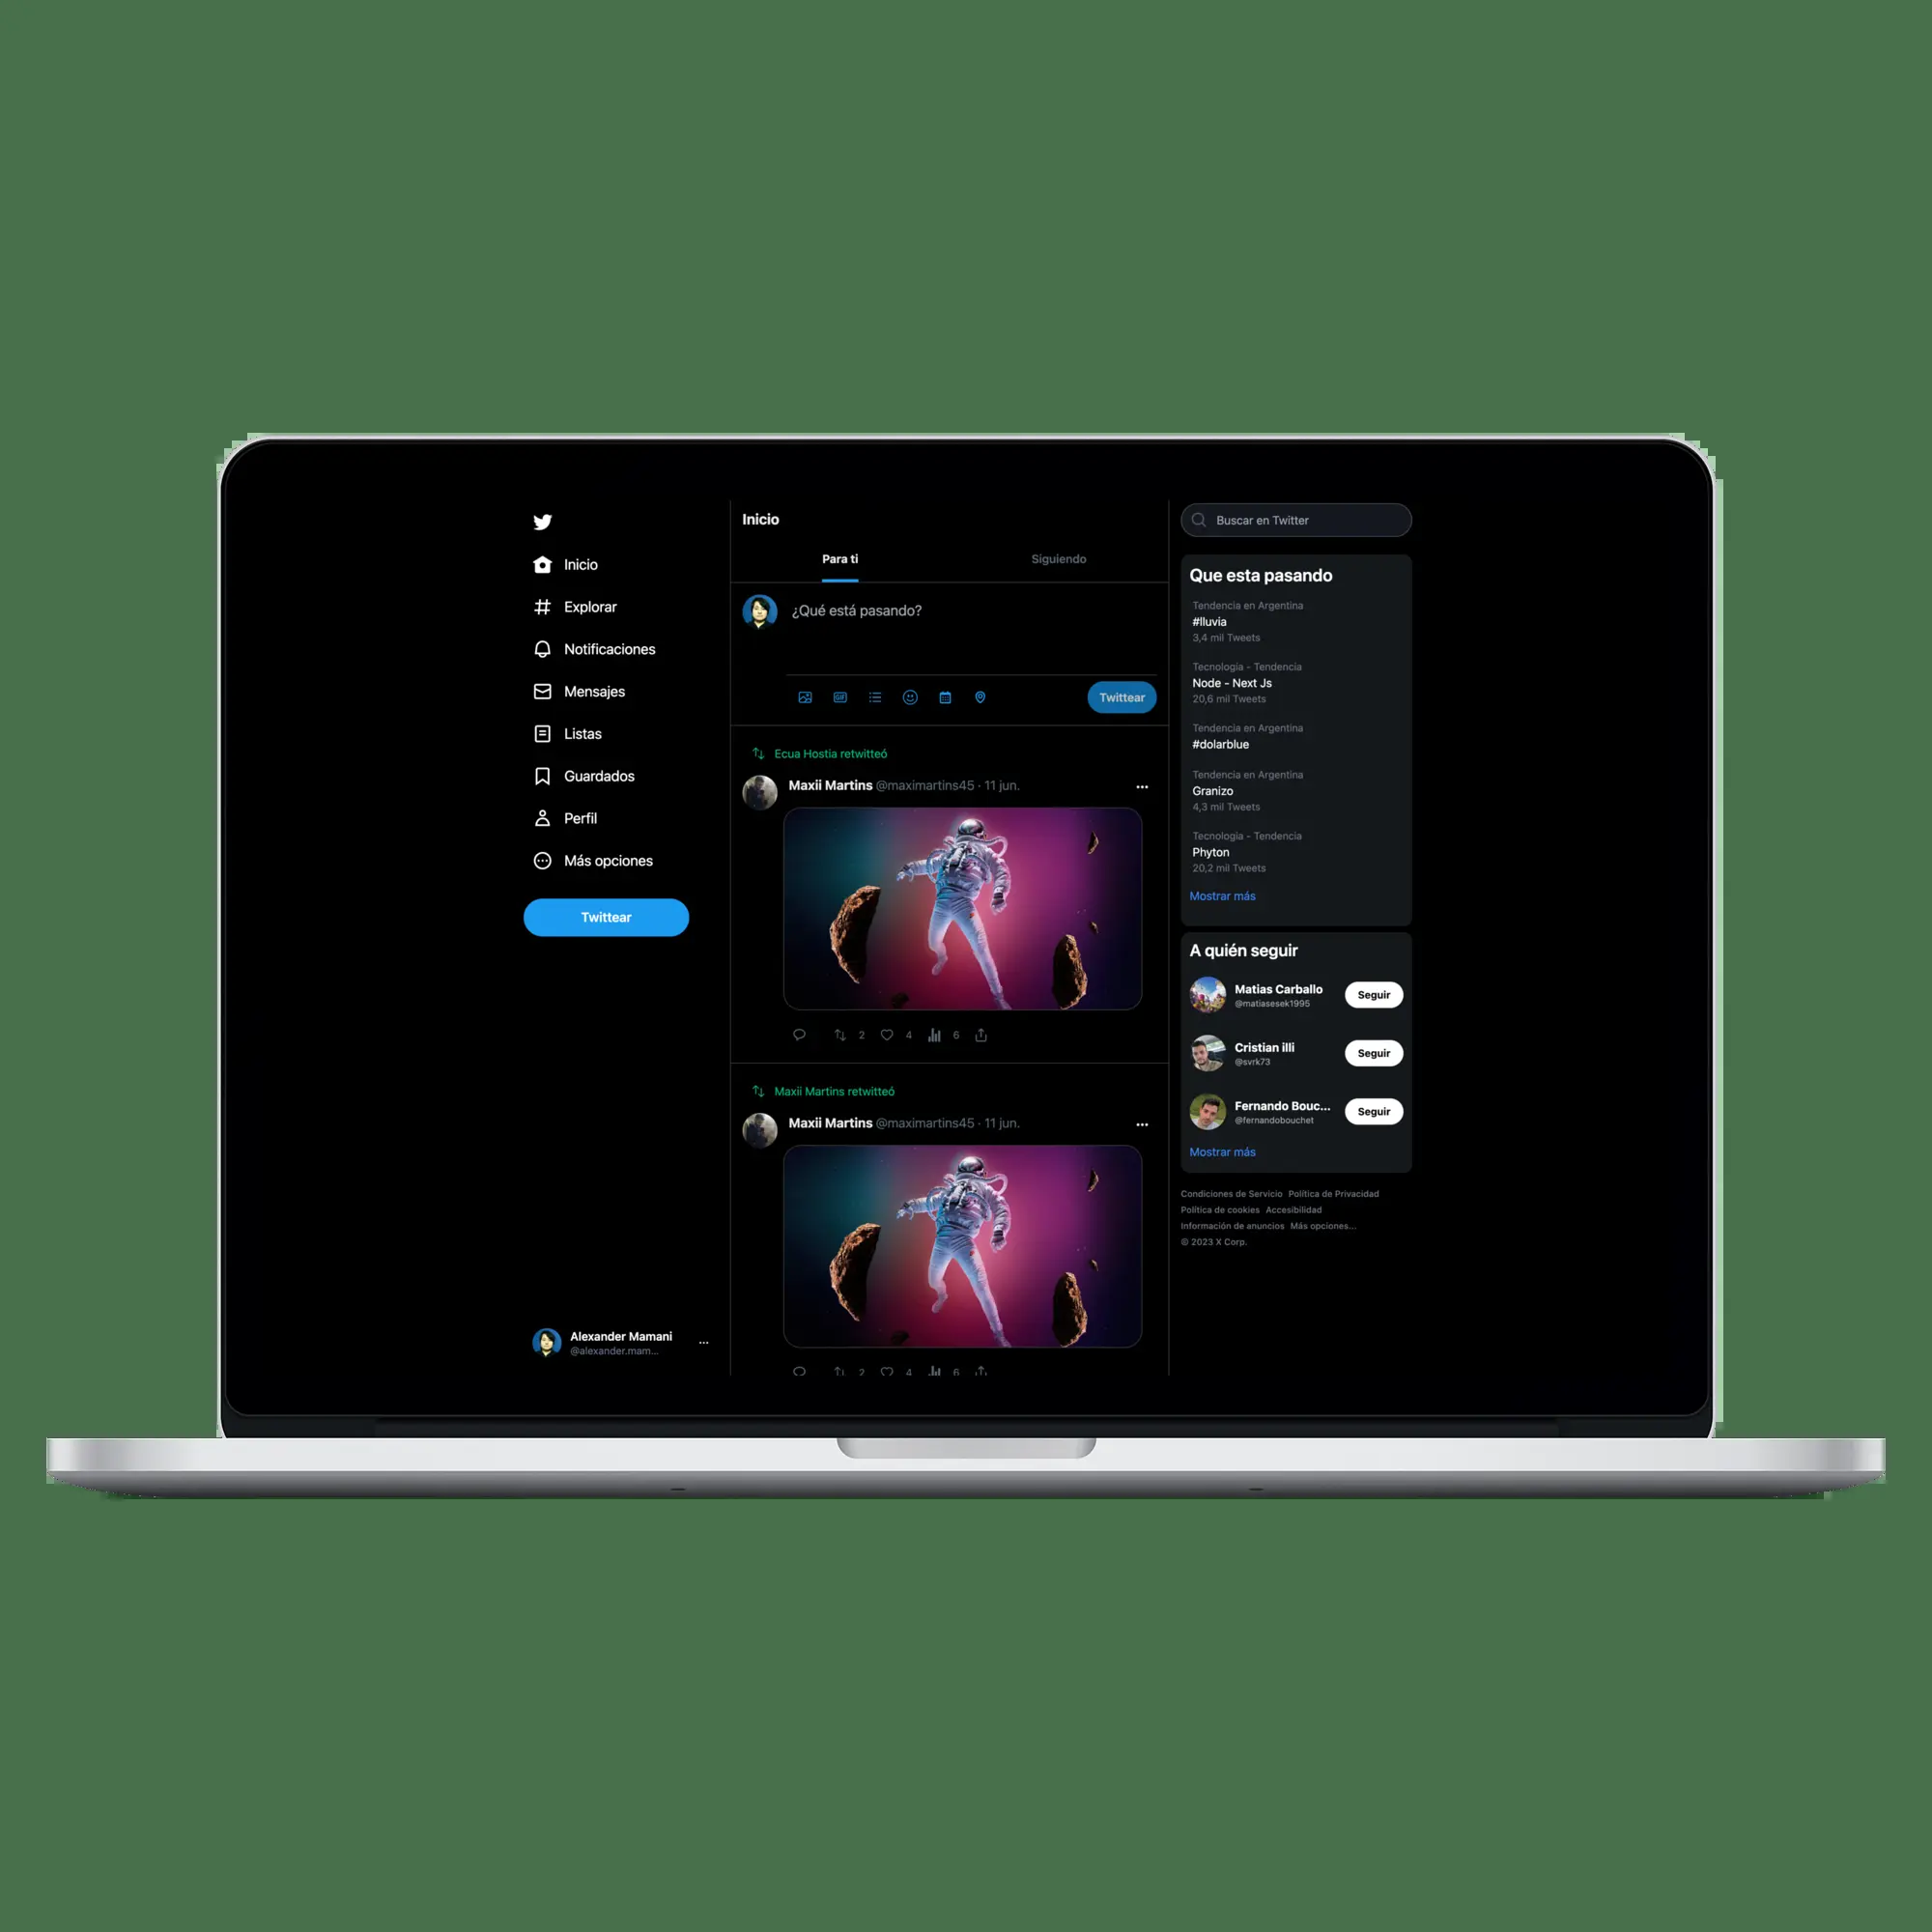 Inicio
Explorar
Notificaciones
Mensajes
Listas
Guardados
Perfil
Más opciones
Twittear
Alexander Mamani
@alexander.mam...
Inicio
Para ti
Siguiendo
¿Qué está pasando?
GIF
Twittear
Ecua Hostia retwitteó
Maxii Martins @maximartins45 · 11 jun.
2 4 6
Maxii Martins retwitteó
Maxii Martins @maximartins45 · 11 jun.
2 4 6
Buscar en Twitter
Que esta pasando
Tendencia en Argentina
#lluvia
3,4 mil Tweets
Tecnologia - Tendencia
Node - Next Js
20,6 mil Tweets
Tendencia en Argentina
#dolarblue
Tendencia en Argentina
Granizo
4,3 mil Tweets
Tecnologia - Tendencia
Phyton
20,2 mil Tweets
Mostrar más
A quién seguir
Matias Carballo
@matiasesek1995
Seguir
Cristian illi
@svrk73
Seguir
Fernando Bouc...
@fernandobouchet
Seguir
Mostrar más
Condiciones de Servicio Política de Privacidad
Política de cookies Accesibilidad
Información de anuncios Más opciones...
© 2023 X Corp.